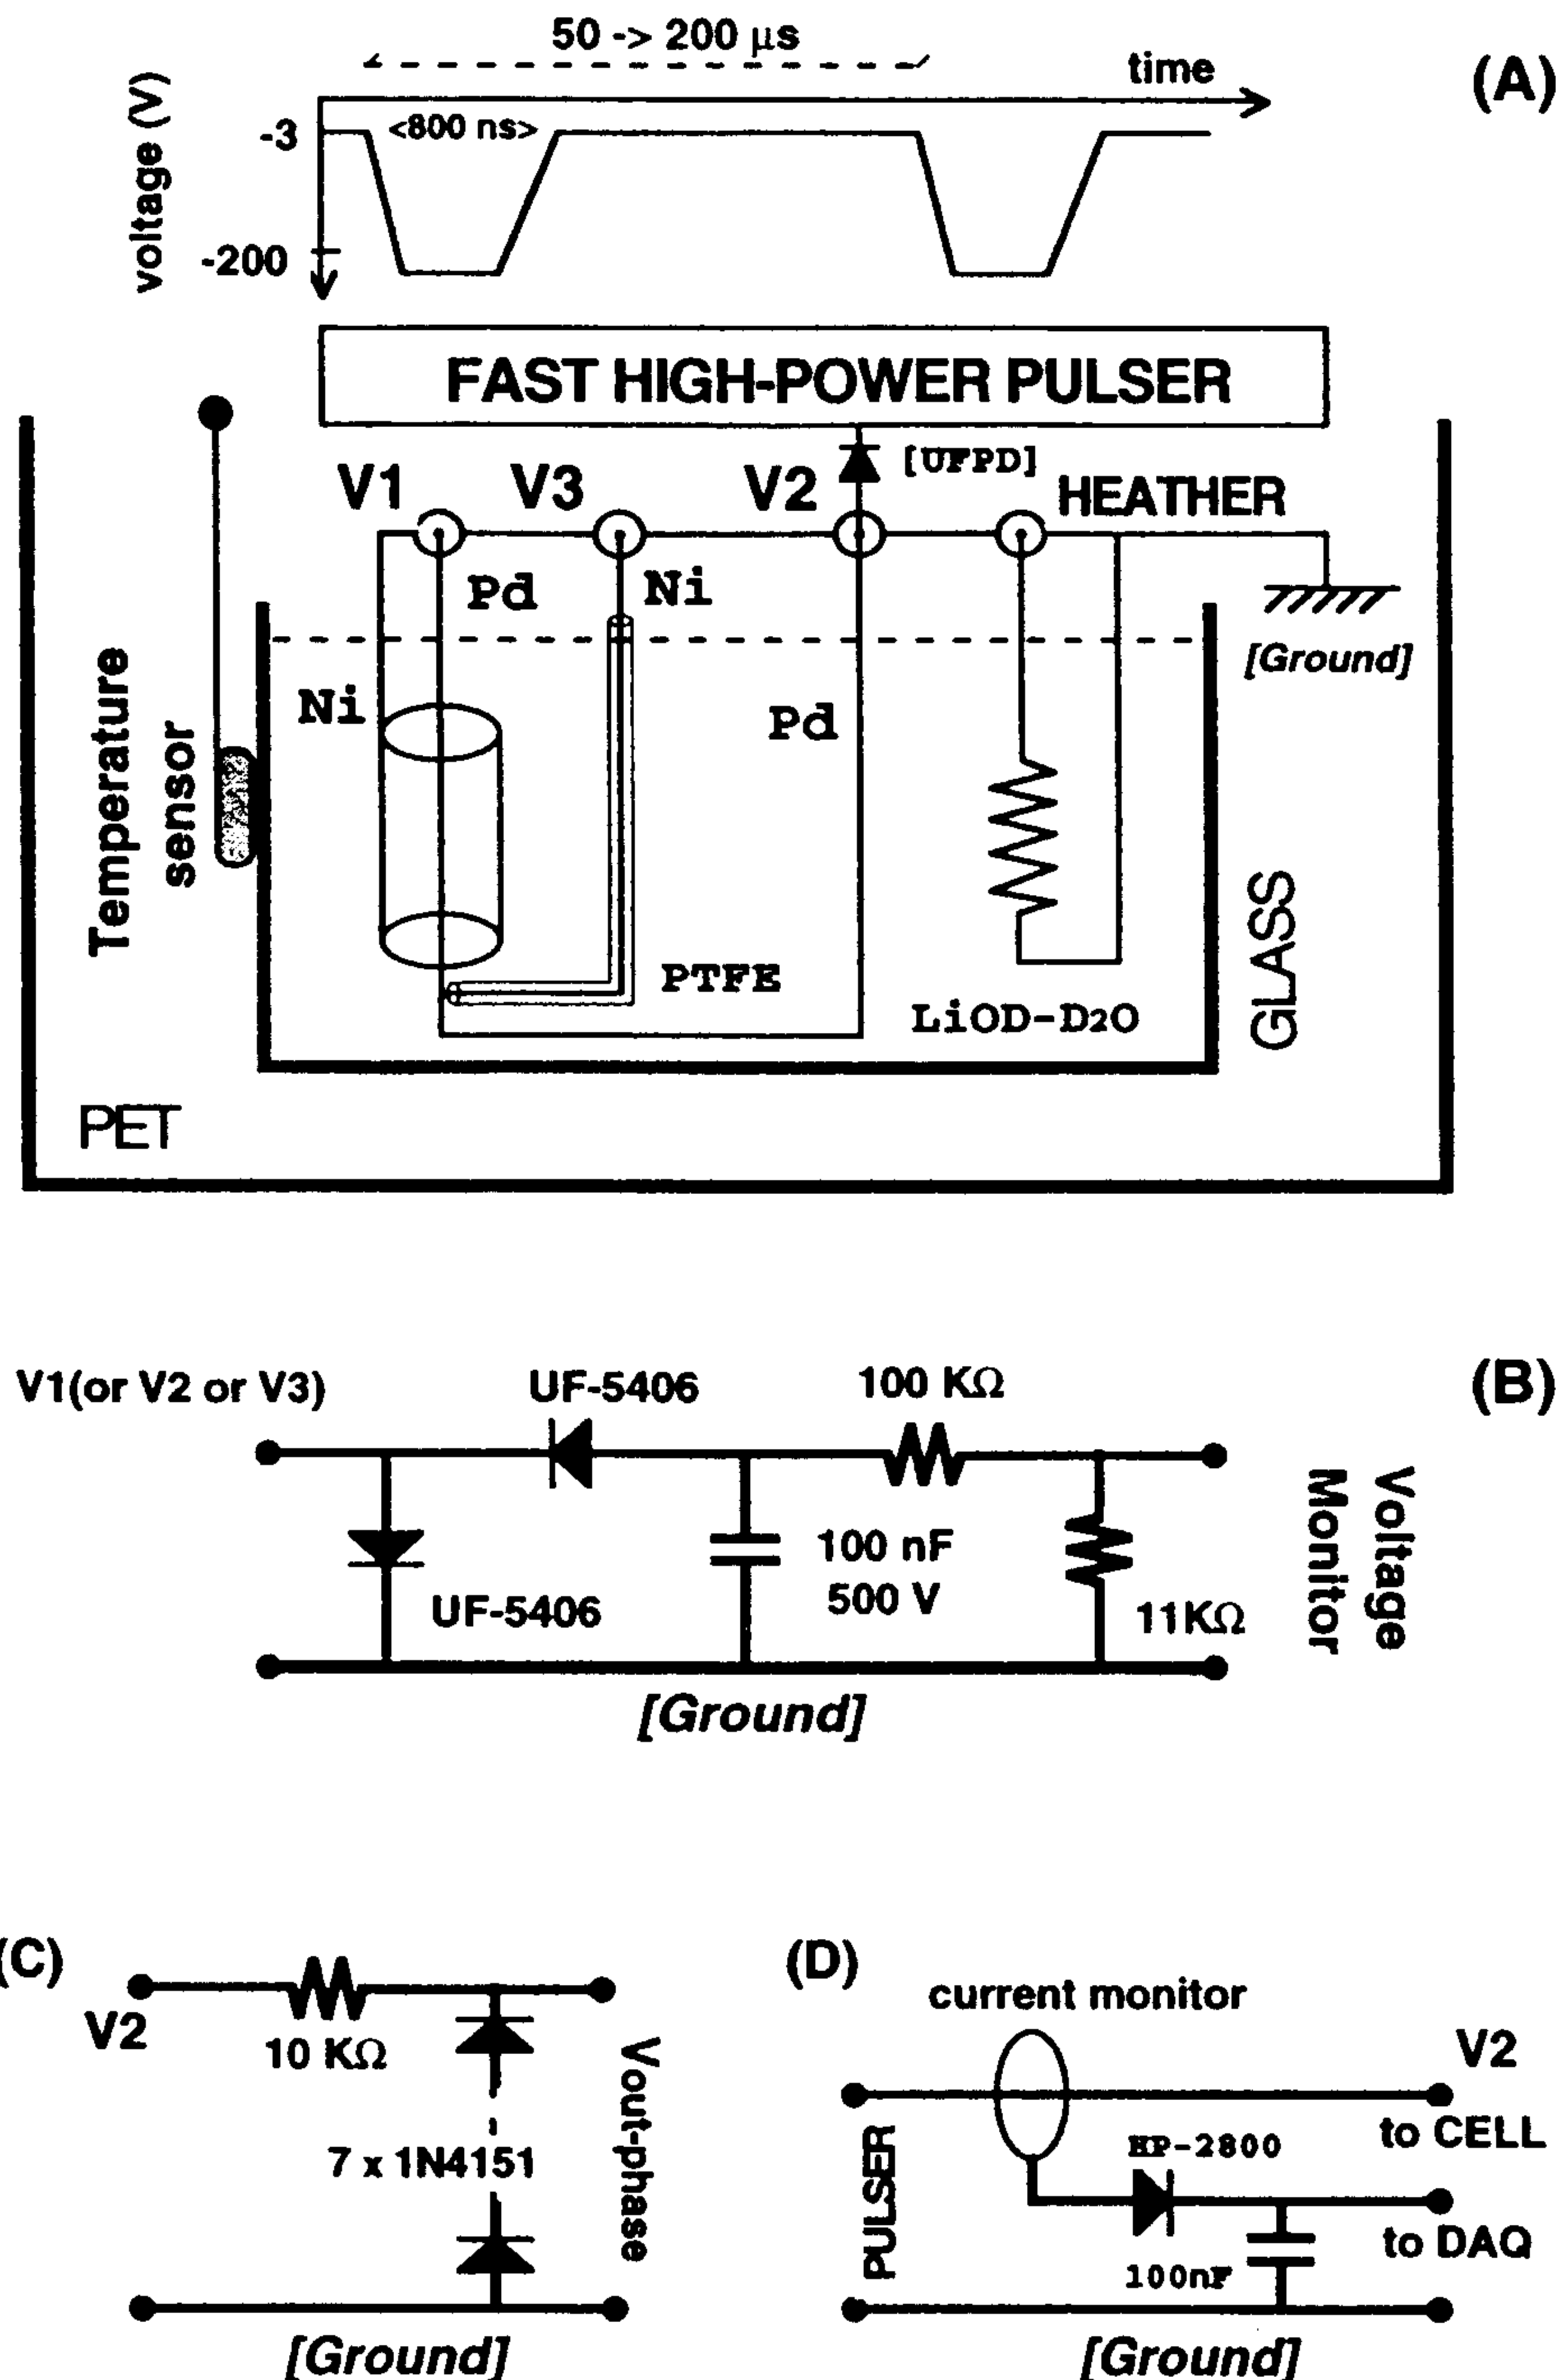 50 -> 200 μs
time
(A)
voltage (V)
-3
<800 ns>
-200
FAST HIGH-POWER PULSER
[UFPD]
V1
V3
V2
HEATHER
Pd
Ni
[Ground]
Temperature
sensor
Ni
Pd
PTFE
LiOD-D2O
GLASS
PET
V1(or V2 or V3)
UF-5406
100 KΩ
(B)
100 nF
500 V
UF-5406
11KΩ
Voltage
Monitor
[Ground]
(C)
V2
10 KΩ
7 x 1N4151
Vout-phase
[Ground]
(D)
current monitor
V2
to CELL
PULSER
HP-2800
to DAQ
100nF
[Ground]